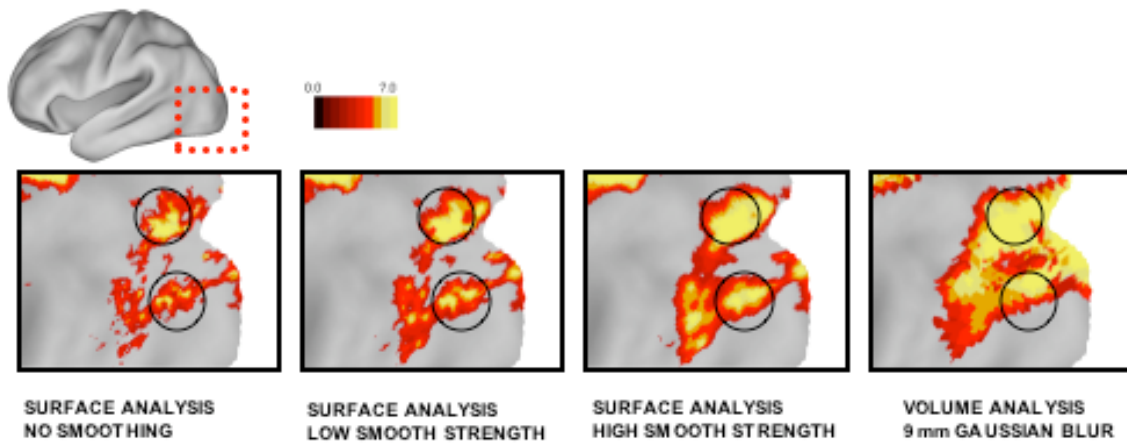 0.0 7.0
SURFACE ANALYSIS
NO SMOOTHING
SURFACE ANALYSIS
LOW SMOOTH STRENGTH
SURFACE ANALYSIS
HIGH SMOOTH STRENGTH
VOLUME ANALYSIS
9 mm GAUSSIAN BLUR